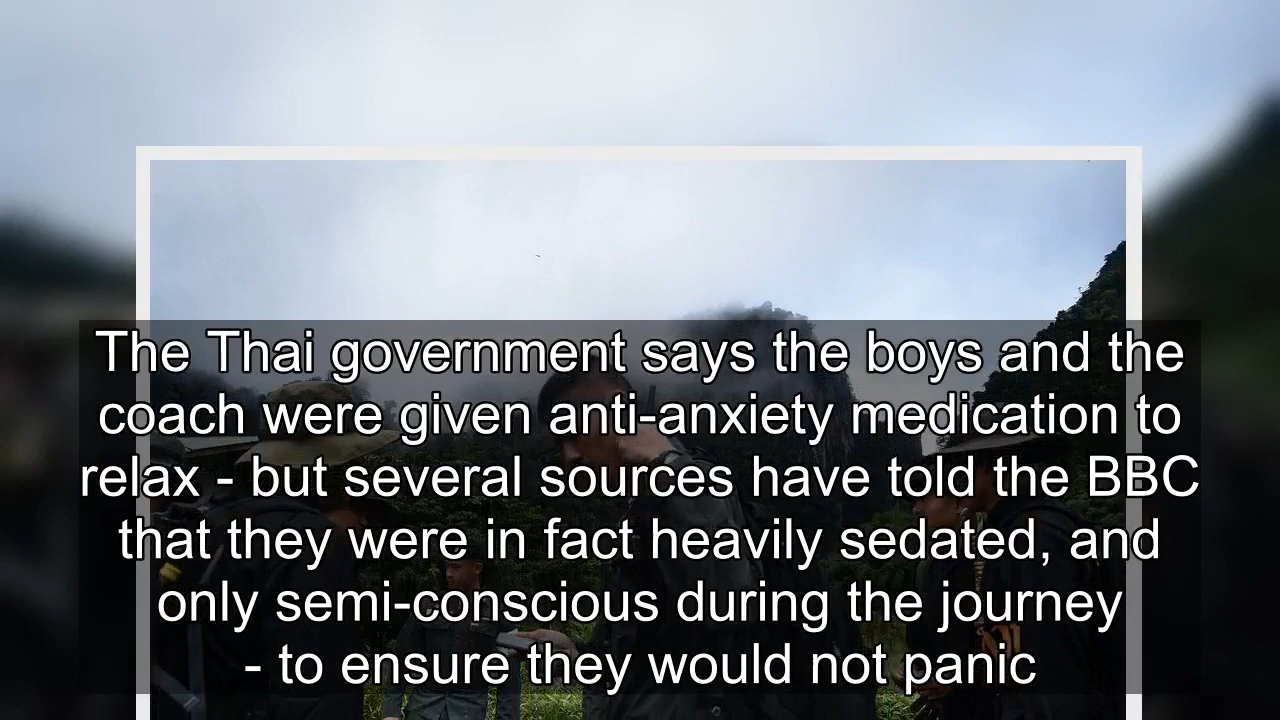 The Thai government says the boys and the
coach were given anti-anxiety medication to
relax - but several sources have told the BBC
that they were in fact heavily sedated, and
only semi-conscious during the journey
- to ensure they would not panic